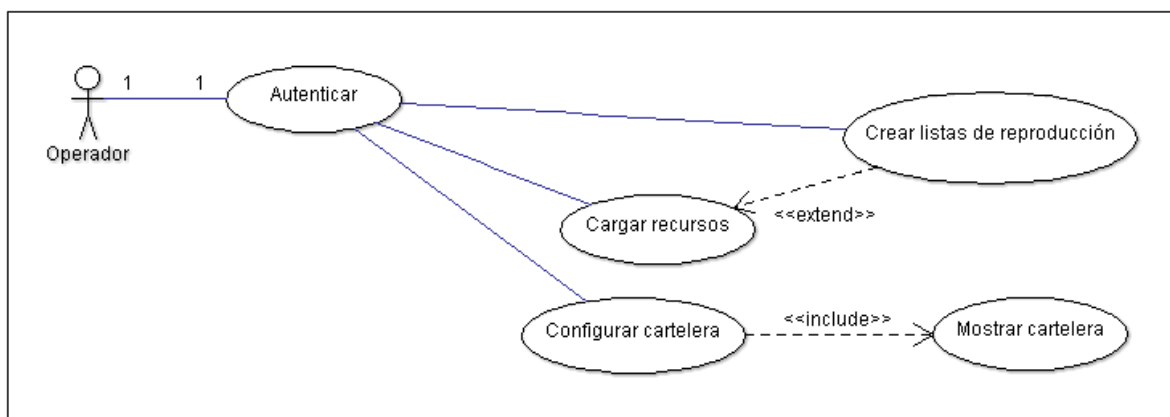 1
1
Autenticar
Operador
Crear listas de reproducción
<<extend>>
Cargar recursos
Configurar cartelera
<<include>>
Mostrar cartelera